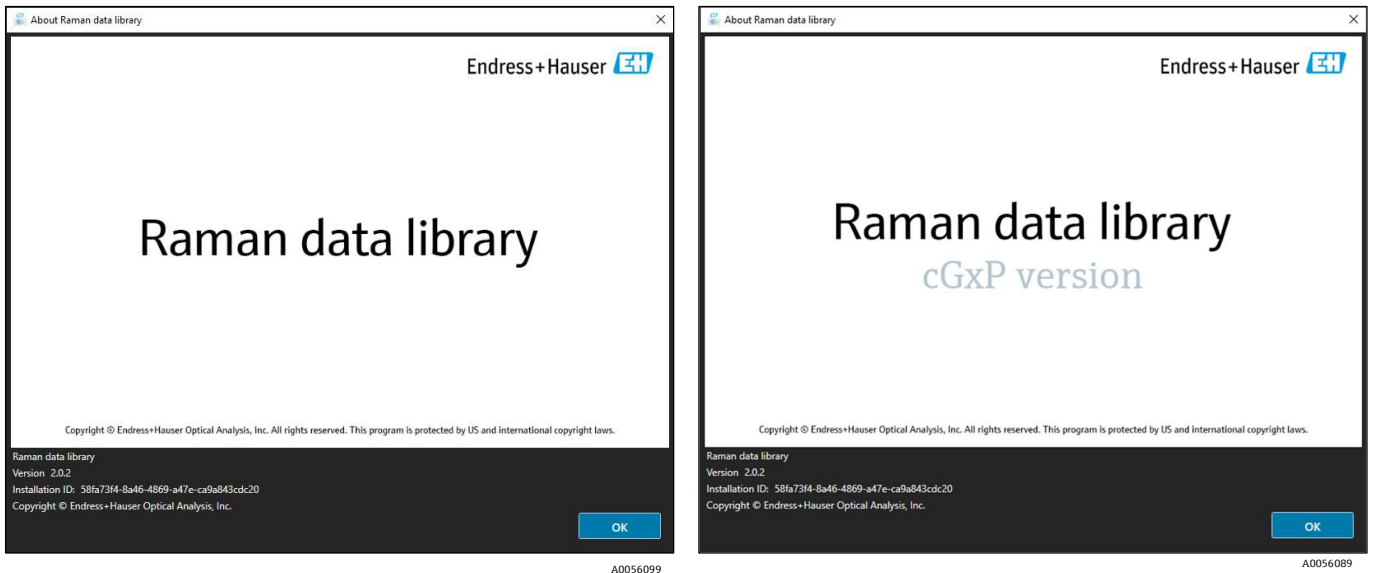 About Raman data library
Endress+Hauser EH
Raman data library
Copyright © Endress+Hauser Optical Analysis, Inc. All rights reserved. This program is protected by US and international copyright laws.
Raman data library
Version 2.0.2
Installation ID: 58fa73f4-8a46-4869-a47e-ca9a843cdc20
Copyright © Endress+Hauser Optical Analysis, Inc.
OK
A0056099
About Raman data library
Endress+Hauser EH
Raman data library
cGxP version
Copyright © Endress+Hauser Optical Analysis, Inc. All rights reserved. This program is protected by US and international copyright laws.
Raman data library
Version 2.0.2
Installation ID: 58fa73f4-8a46-4869-a47e-ca9a843cdc20
Copyright © Endress+Hauser Optical Analysis, Inc.
OK
A0056089